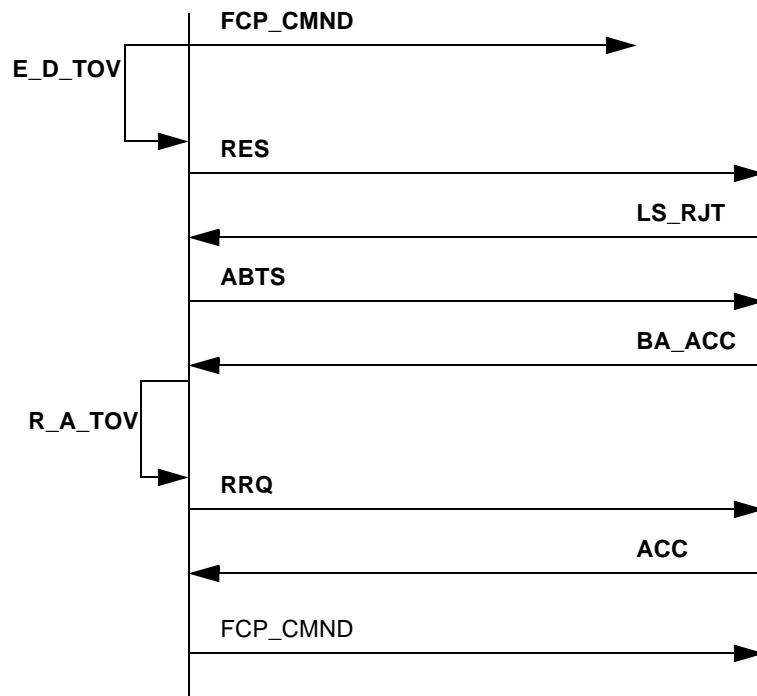 FCP_CMND
E_D_TOV
RES
LS_RJT
ABTS
BA_ACC
R_A_TOV
RRQ
ACC
FCP_CMND